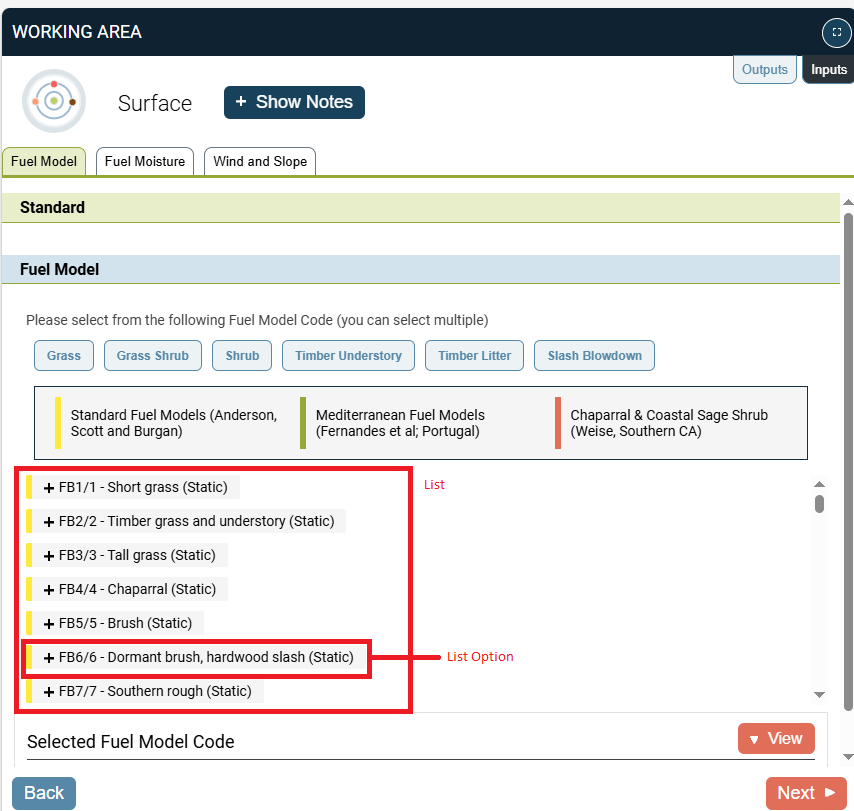 WORKING AREA
Outputs
Inputs
Surface
+ Show Notes
Fuel Model
Fuel Moisture
Wind and Slope
Standard
Fuel Model
Please select from the following Fuel Model Code (you can select multiple)
Grass
Grass Shrub
Shrub
Timber Understory
Timber Litter
Slash Blowdown
Standard Fuel Models (Anderson,
Scott and Burgan)
Mediterranean Fuel Models
(Fernandes et al; Portugal)
Chaparral & Coastal Sage Shrub
(Weise, Southern CA)
+ FB1/1 - Short grass (Static)
List
+ FB2/2 - Timber grass and understory (Static)
+ FB3/3 - Tall grass (Static)
+ FB4/4 - Chaparral (Static)
+ FB5/5 - Brush (Static)
+ FB6/6 - Dormant brush, hardwood slash (Static)
List Option
+ FB7/7 - Southern rough (Static)
Selected Fuel Model Code
▼ View
Back
Next ►